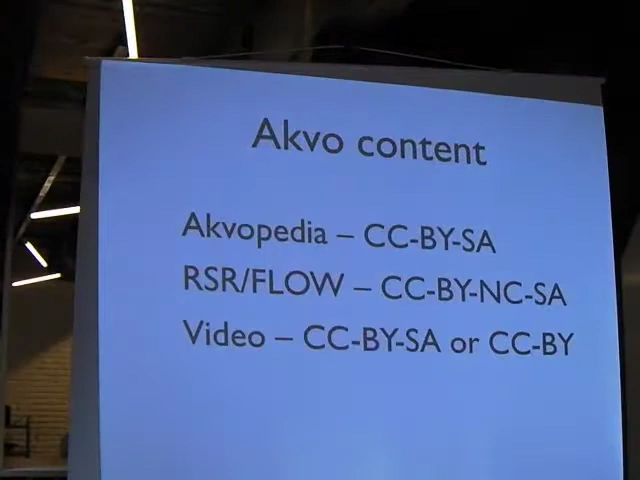 Akvo content
Akvopedia – CC-BY-SA
RSR/FLOW – CC-BY-NC-SA
Video – CC-BY-SA or CC-BY